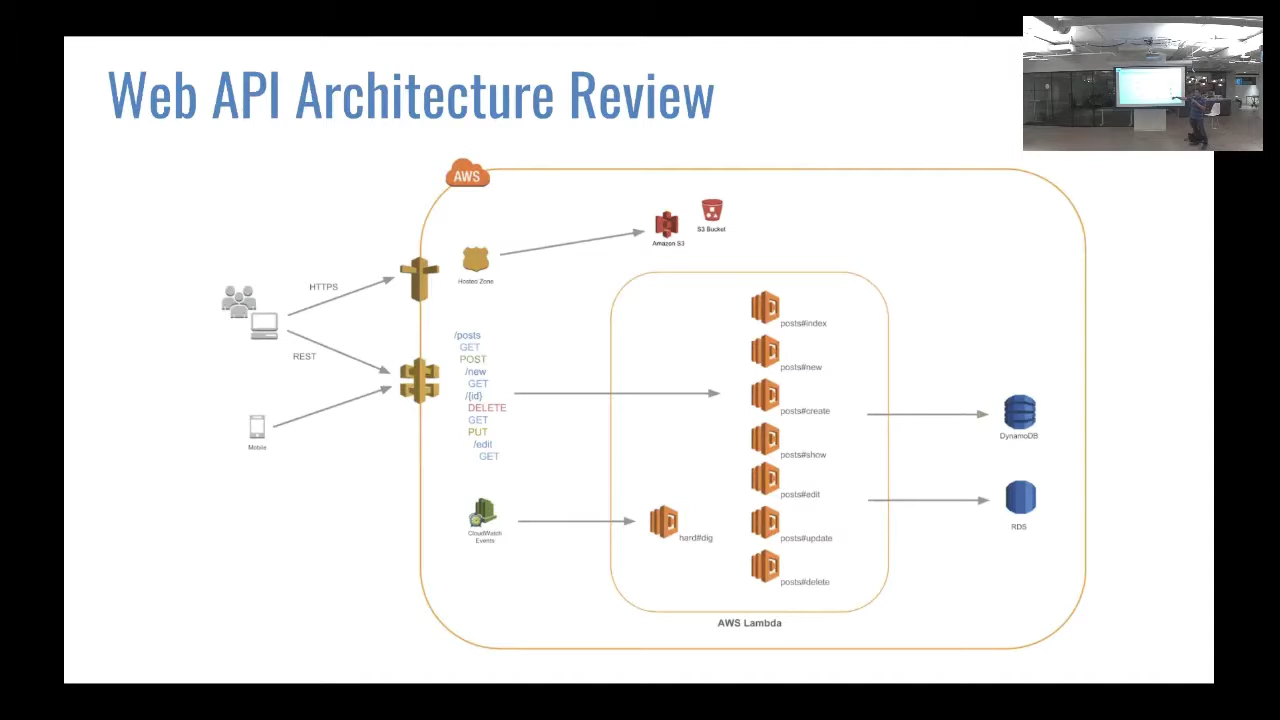 Web API Architecture Review
AWS
Amazon S3
S3 Bucket
Hosted Zone
HTTPS
REST
Mobile
/posts
GET
POST
/new
GET
/{id}
DELETE
GET
PUT
/edit
GET
CloudWatch
Events
hard#dig
posts#index
posts#new
posts#create
posts#show
posts#edit
posts#update
posts#delete
AWS Lambda
DynamoDB
RDS